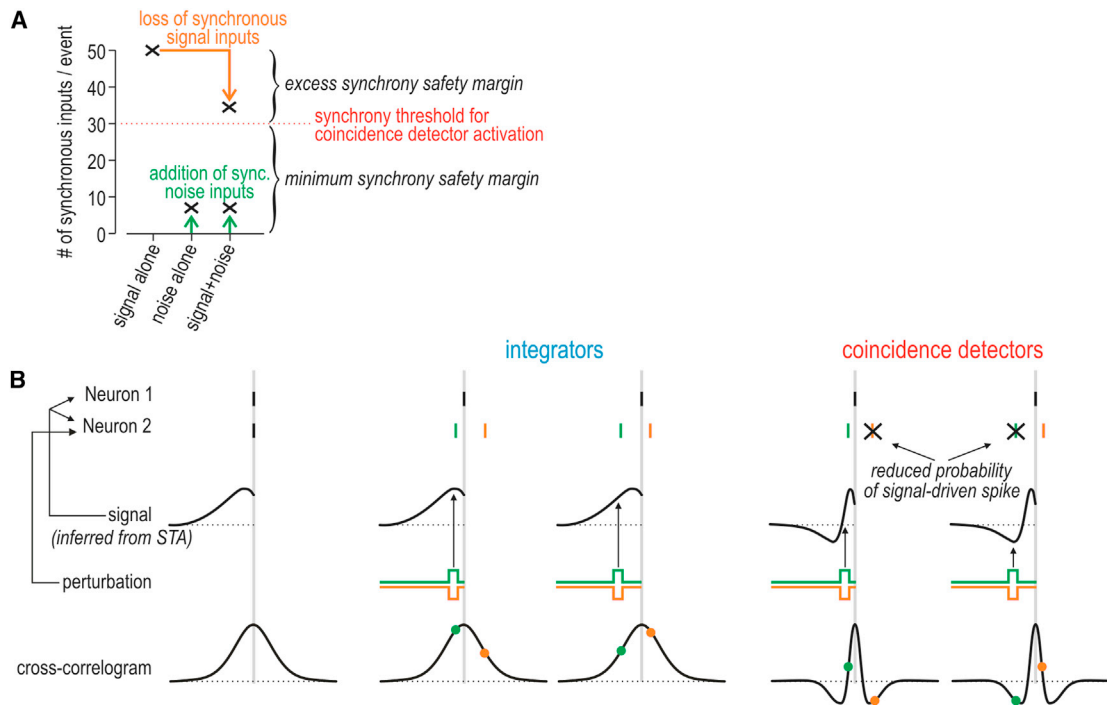 A
loss of synchronous
signal inputs
# of synchronous inputs / event
50
40
30
20
10
0
excess synchrony safety margin
synchrony threshold for
coincidence detector activation
addition of sync.
noise inputs
minimum synchrony safety margin
signal alone
noise alone
signal+noise
B
integrators
coincidence detectors
Neuron 1
Neuron 2
reduced probability
of signal-driven spike
signal
(inferred from STA)
perturbation
cross-correlogram